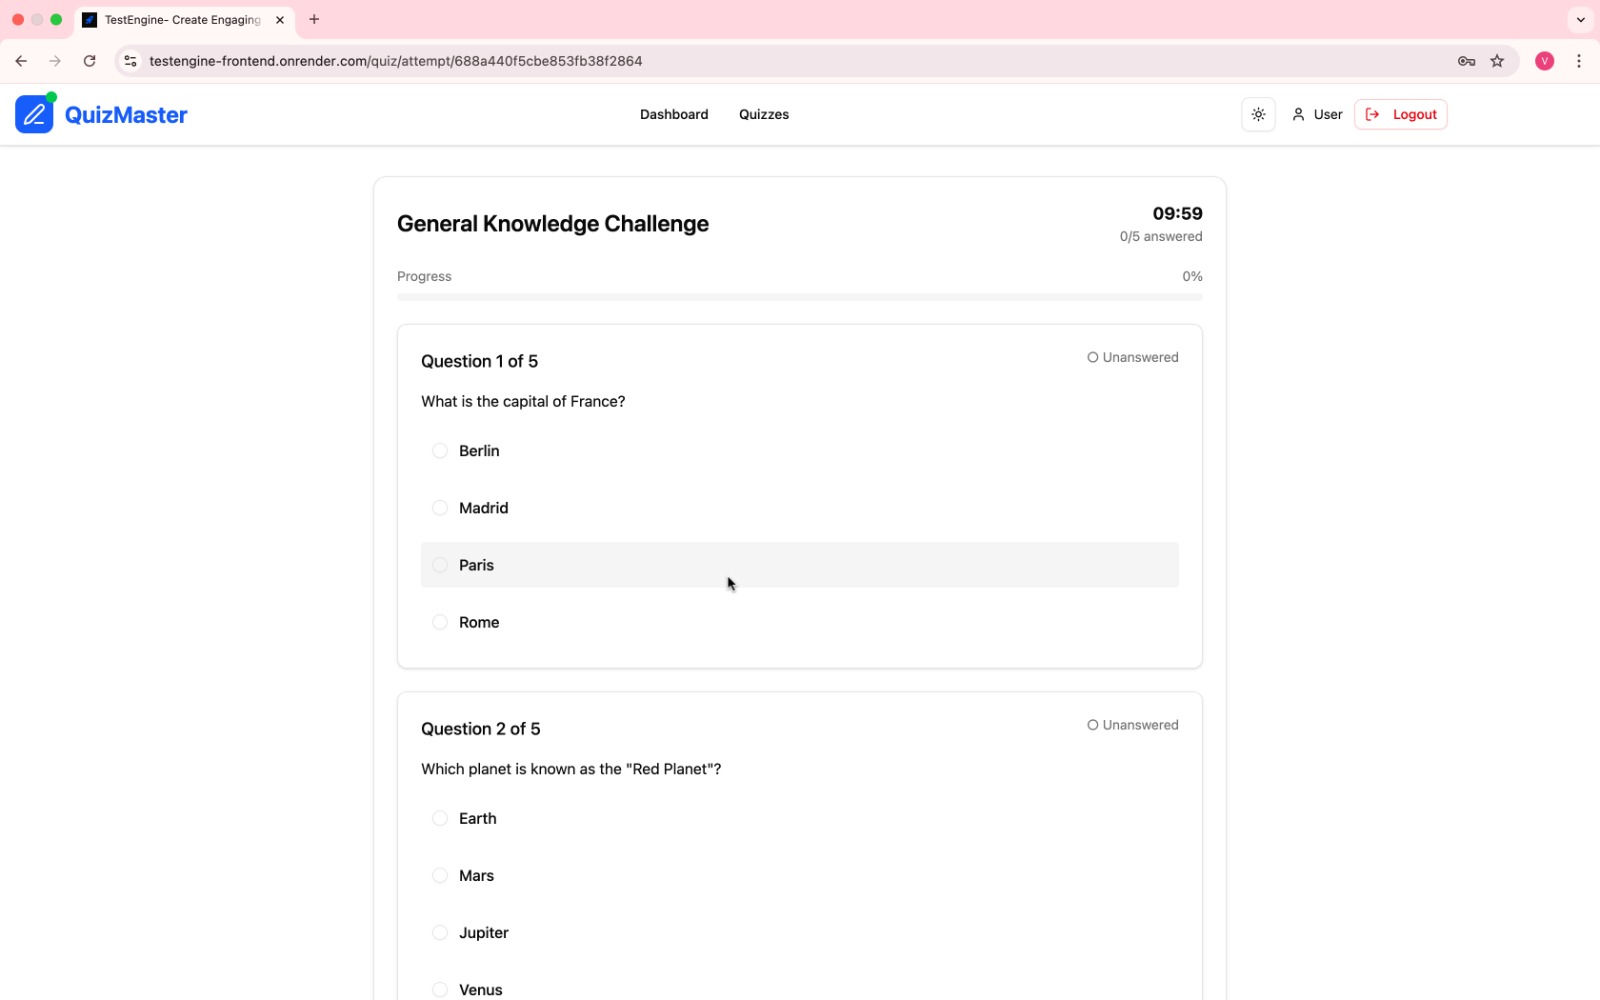 TestEngine- Create Engaging
testengine-frontend.onrender.com/quiz/attempt/688a440f5cbe853fb38f2864
V
QuizMaster
Dashboard
Quizzes
User
Logout
General Knowledge Challenge
09:59
0/5 answered
Progress
0%
Question 1 of 5
Unanswered
What is the capital of France?
Berlin
Madrid
Paris
Rome
Question 2 of 5
Unanswered
Which planet is known as the "Red Planet"?
Earth
Mars
Jupiter
Venus